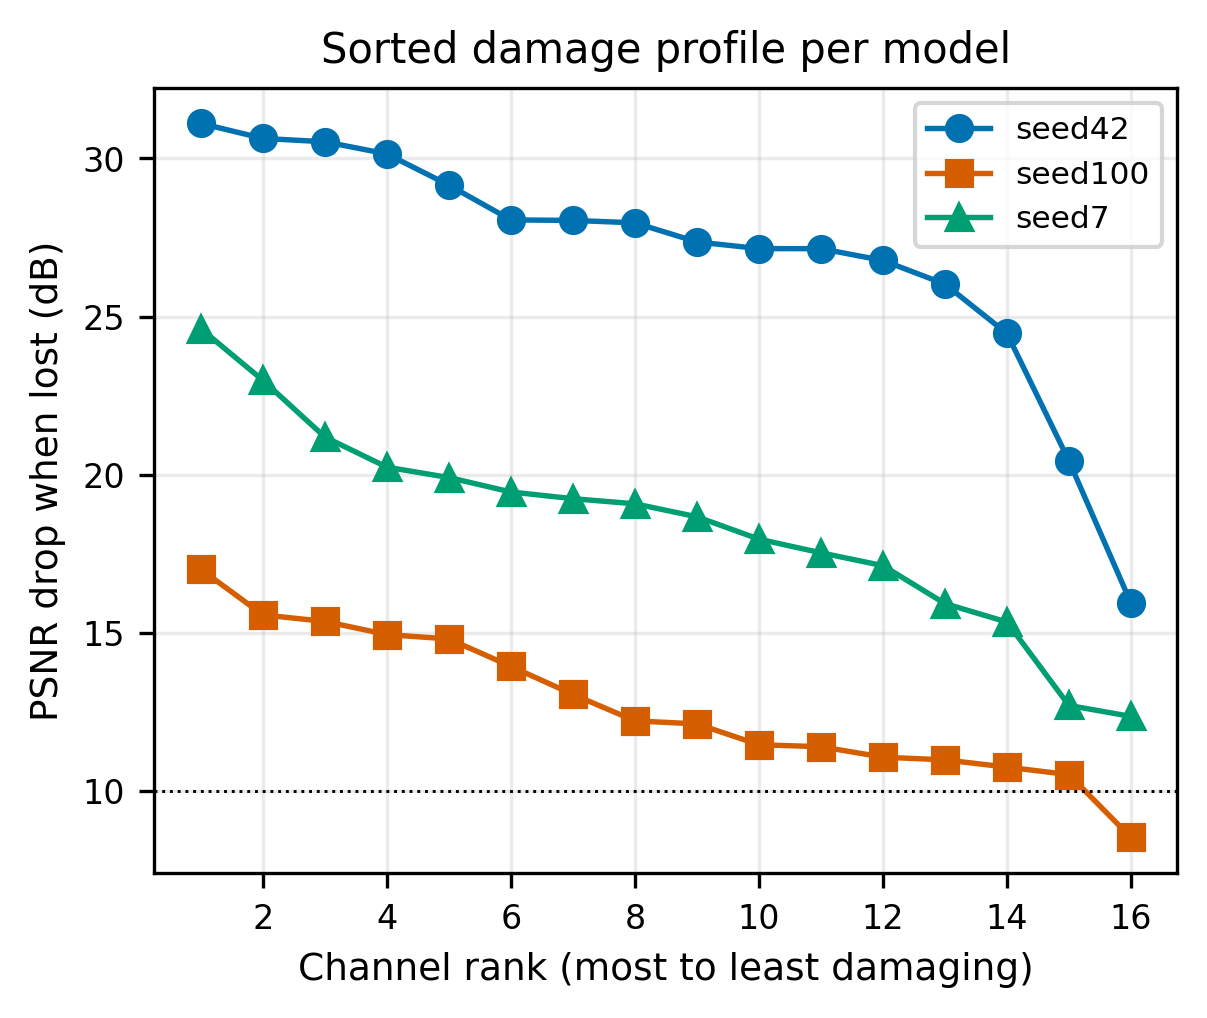 Sorted damage profile per model
PSNR drop when lost (dB)
30
25
20
15
10
seed42
seed100
seed7
2 4 6 8 10 12 14 16
Channel rank (most to least damaging)